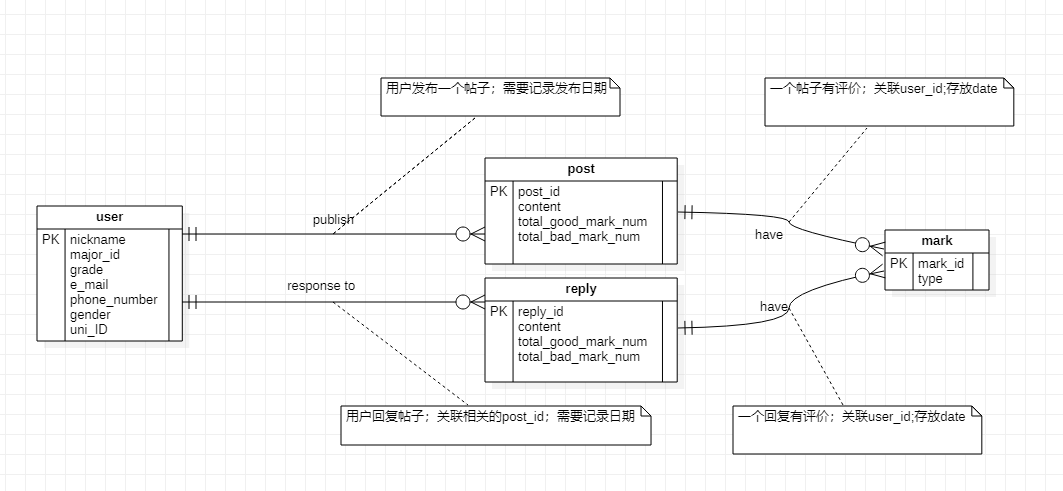 用户发布一个帖子；需要记录发布日期
一个帖子有评价；关联user_id;存放date
post
PK post_id
content
total_good_mark_num
total_bad_mark_num
user
PK nickname
major_id
grade
e_mail
phone_number
gender
uni_ID
publish
response to
have
mark
PK mark_id
type
reply
PK reply_id
content
total_good_mark_num
total_bad_mark_num
have
用户回复帖子；关联相关的post_id；需要记录日期
一个回复有评价；关联user_id;存放date